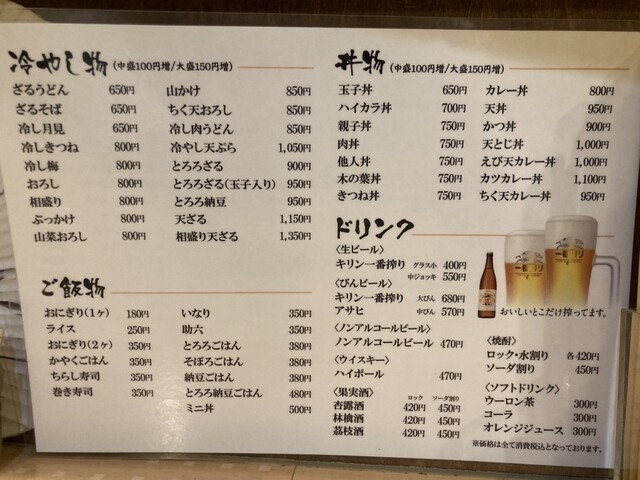 冷やし物 (中盛100円増/大盛150円増)
ざるうどん 650円
ざるそば 650円
冷し月見 650円
冷しきつね 800円
冷し梅 800円
おろし 800円
相盛り 800円
ぶっかけ 800円
山菜おろし 800円
山かけ 850円
ちく天おろし 850円
冷し肉うどん 850円
冷やし天ぷら 1,050円
とろろざる 900円
とろろざる(玉子入り) 950円
とろろ納豆 950円
天ざる 1,150円
相盛り天ざる 1,350円
ご飯物
おにぎり(1ヶ) 180円
ライス 250円
おにぎり(2ヶ) 350円
かやくごはん 350円
ちらし寿司 350円
巻き寿司 350円
いなり 350円
助六 350円
とろろごはん 380円
そぼろごはん 380円
納豆ごはん 380円
とろろ納豆ごはん 480円
ミニ丼 500円
丼物 (中盛100円増/大盛150円増)
玉子丼 650円
ハイカラ丼 700円
親子丼 750円
肉丼 750円
他人丼 750円
木の葉丼 750円
きつね丼 750円
カレー丼 800円
天丼 950円
かつ丼 900円
天とじ丼 1,000円
えび天カレー丼 1,000円
カツカレー丼 1,100円
ちく天カレー丼 950円
ドリンク
〈生ビール〉
キリン一番搾り グラス小 400円
中ジョッキ 550円
〈びんビール〉
キリン一番搾り 大びん 680円
アサヒ 中びん 570円
〈ノンアルコールビール〉
ノンアルコールビール 470円
〈ウイスキー〉
ハイボール 470円
〈果実酒〉 ロック ソーダ割り
杏露酒 420円 450円
林檎酒 420円 450円
荔枝酒 420円 450円
一番搾り
一番搾り
おいしいとこだけ搾ってます。
〈焼酎〉
ロック・水割り 各420円
ソーダ割り 450円
〈ソフトドリンク〉
ウーロン茶 300円
コーラ 300円
オレンジジュース 300円
※価格は全て消費税込となっております。